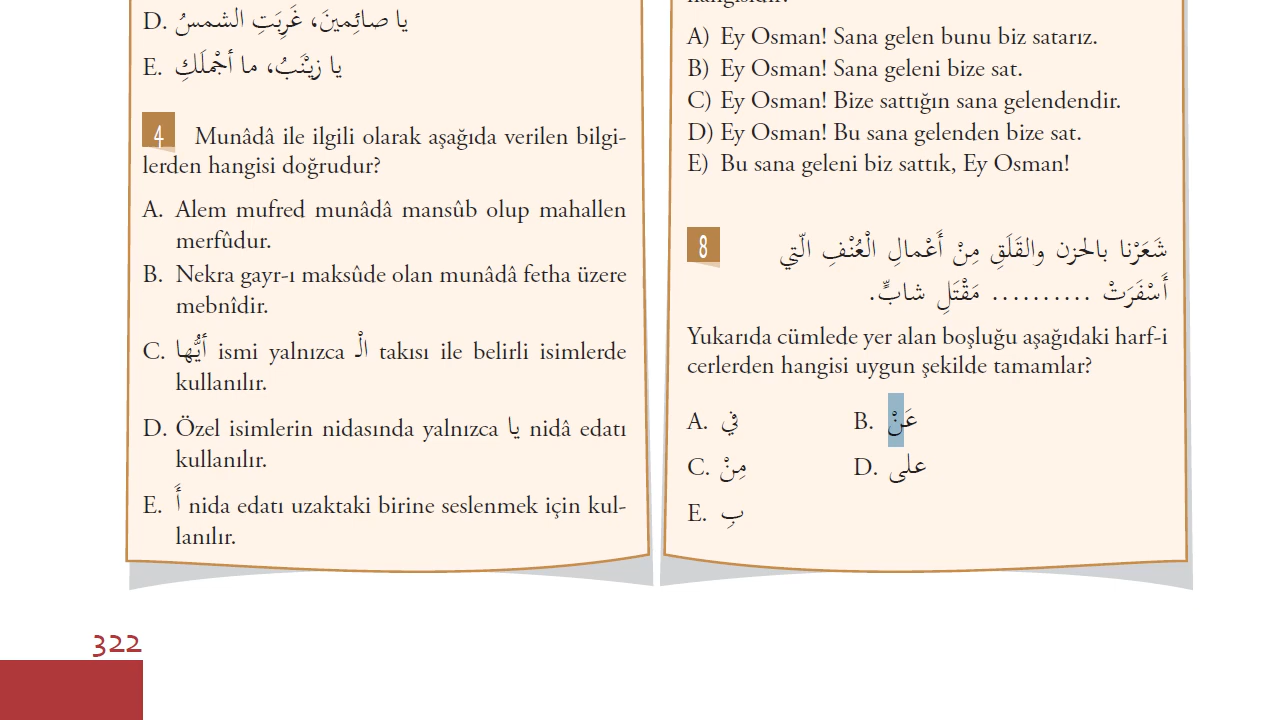 D. يا صائِمينَ، غَرِبَتِ الشمسُ
E. يا زيْنَبُ، ما أجْمَلَكِ
4 Munâdâ ile ilgili olarak aşağıda verilen bilgi-
lerden hangisi doğrudur?
A. Alem mufred munâdâ mansûb olup mahallen
merfûdur.
B. Nekra gayr-ı maksûde olan munâdâ fetha üzere
mebnîdir.
C. أيُّها ismi yalnızca الْـ takısı ile belirli isimlerde
kullanılır.
D. Özel isimlerin nidasında yalnızca يا nidâ edatı
kullanılır.
E. أَ nida edatı uzaktaki birine seslenmek için kul-
lanılır.
322
A) Ey Osman! Sana gelen bunu biz satarız.
B) Ey Osman! Sana geleni bize sat.
C) Ey Osman! Bize sattığın sana gelendendir.
D) Ey Osman! Bu sana gelenden bize sat.
E) Bu sana geleni biz sattık, Ey Osman!
8 شَعَرْنا بالحزن والقَلَقِ مِنْ أَعْمالِ الْعُنْفِ الّتي
أَسْفَرَتْ .......... مَقْتَلِ شابٍّ.
Yukarıda cümlede yer alan boşluğu aşağıdaki harf-i
cerlerden hangisi uygun şekilde tamamlar?
A. في B. عَنْ
C. مِنْ D. على
E. بِ